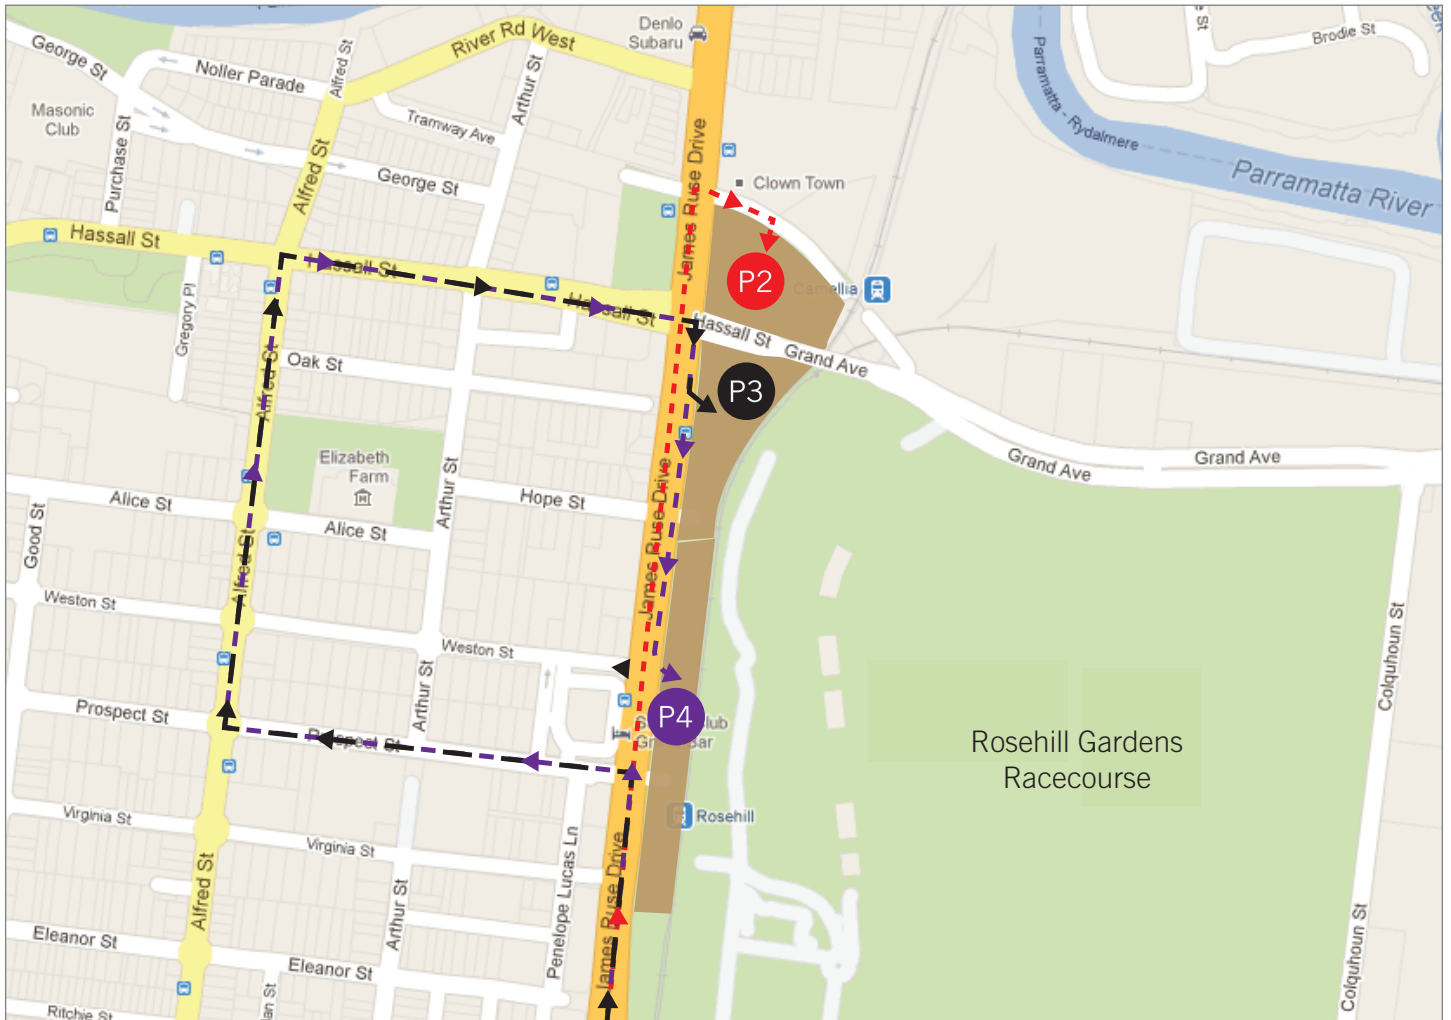 Denlo
Subaru
River Rd West
George St
Alfred St
Noller Parade
Arthur St
Brodie St
e St
Masonic
Club
Tramway Ave
Parramatta - Rydalmere
Purchase St
James Ruse Drive
Alfred St
George St
Clown Town
Parramatta River
Hassall St
Hassall St
P2
Camellia
Hassall St
Hassall St
Grand Ave
Gregory Pl
Oak St
Alfred St
P3
Elizabeth
Farm
Grand Ave
Grand Ave
Arthur St
Hope St
James Ruse Drive
Alice St
Alice St
Good St
Alfred St
Weston St
Weston St
Arthur St
Colquhoun St
Prospect St
Prospect St
P4
Rosehill Gardens
Racecourse
Rosehill
Virginia St
Virginia St
James Ruse Drive
Penelope Lucas Ln
Alfred St
Arthur St
Eleanor St
Eleanor St
Colquhoun St
Ritchie St
an St